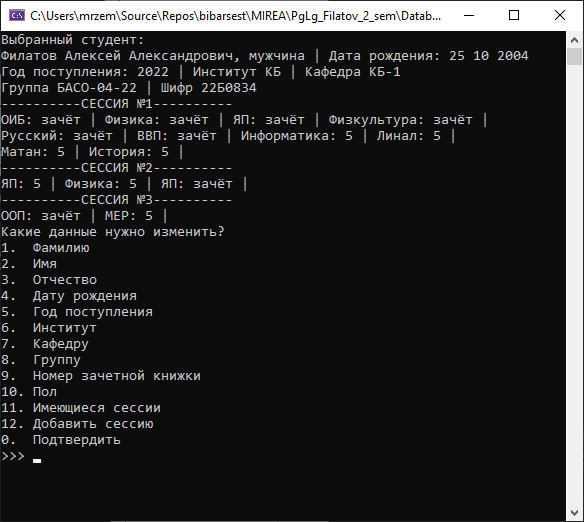 C:\Users\mrzem\Source\Repos\bibarsest\MIREA\PgLg_Filatov_2_sem\Datab...
Выбранный студент:
Филатов Алексей Александрович, мужчина | Дата рождения: 25 10 2004
Год поступления: 2022 | Институт КБ | Кафедра КБ-1
Группа БАСО-04-22 | Шифр 22Б0834
----------СЕССИЯ №1----------
ОИБ: зачёт | Физика: зачёт | ЯП: зачёт | Физкультура: зачёт |
Русский: зачёт | ВВП: зачёт | Информатика: 5 | Линал: 5 |
Матан: 5 | История: 5 |
----------СЕССИЯ №2----------
ЯП: 5 | Физика: 5 | ЯП: зачёт |
----------СЕССИЯ №3----------
ООП: зачёт | МЕР: 5 |
Какие данные нужно изменить?
1.  Фамилию
2.  Имя
3.  Отчество
4.  Дату рождения
5.  Год поступления
6.  Институт
7.  Кафедру
8.  Группу
9.  Номер зачетной книжки
10. Пол
11. Имеющиеся сессии
12. Добавить сессию
0.  Подтвердить
>>>